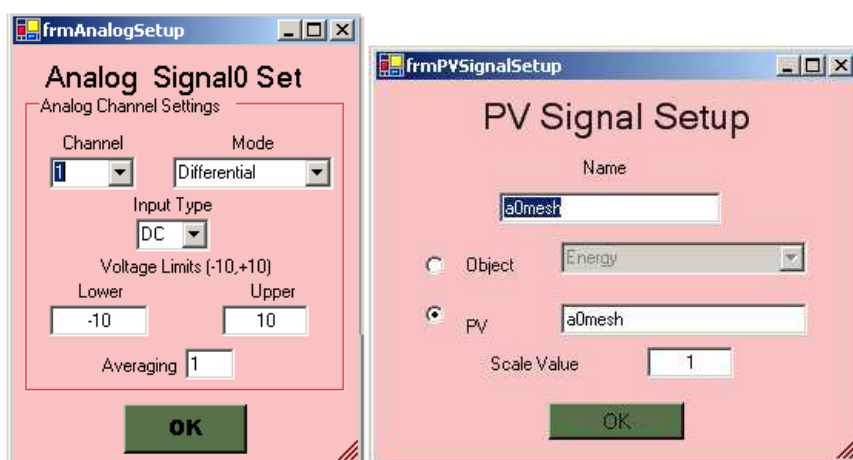 frmAnalogSetup
Analog Signal0 Set
Analog Channel Settings
Channel Mode
1 Differential
Input Type
DC
Voltage Limits (-10,+10)
Lower Upper
-10 10
Averaging 1
OK
frmPVSignalSetup
PV Signal Setup
Name
a0mesh
Object Energy
PV a0mesh
Scale Value 1
OK